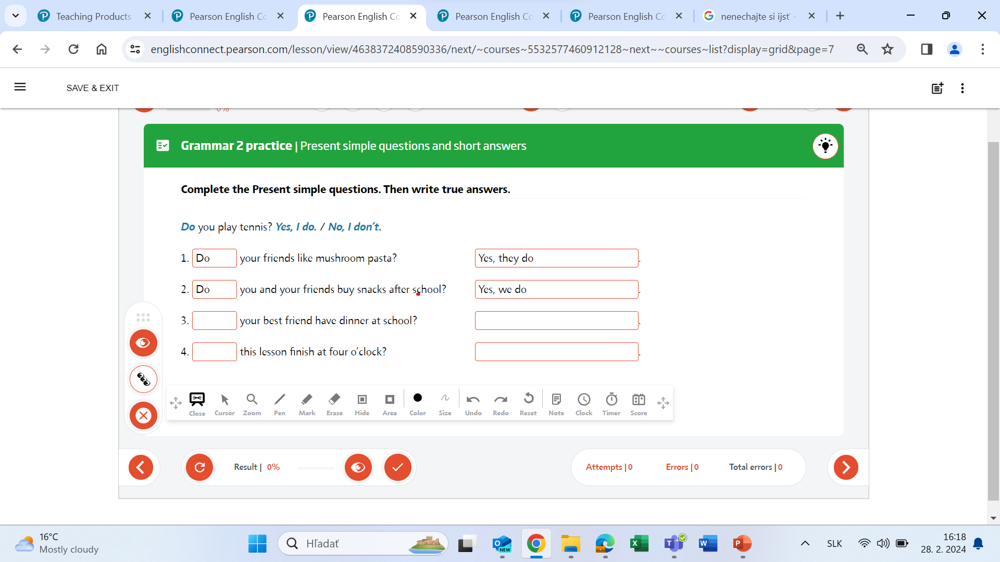 Teaching Products
Pearson English Co
Pearson English Co
Pearson English Co
Pearson English Co
nenechajte si ijsť -
englishconnect.pearson.com/lesson/view/4638372408590336/next/~courses~5532577460912128~next~~courses~list?display=grid&page=7
SAVE & EXIT
0%
Grammar 2 practice | Present simple questions and short answers
Complete the Present simple questions. Then write true answers.
Do you play tennis? Yes, I do. / No, I don't.
1. Do your friends like mushroom pasta? Yes, they do.
2. Do you and your friends buy snacks after school? Yes, we do.
3. your best friend have dinner at school? .
4. this lesson finish at four o'clock? .
Close Cursor Zoom Pen Mark Erase Hide Area Color Size Undo Redo Reset Note Clock Timer Score
Result | 0% Attempts | 0 Errors | 0 Total errors | 0
16°C
Mostly cloudy
Hľadať
NEW
SLK
16:18
28. 2. 2024